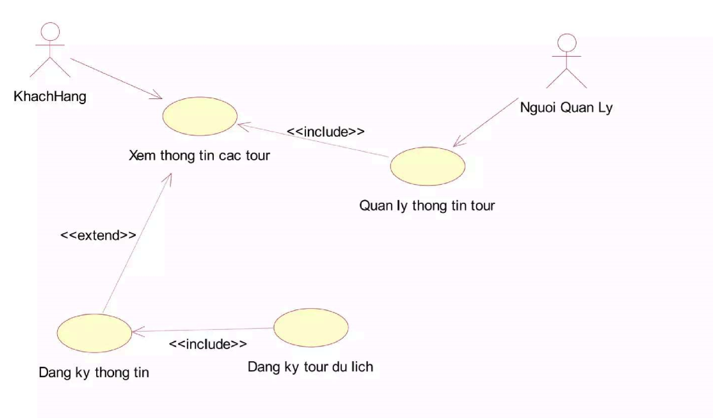 KhachHang
Nguoi Quan Ly
<<include>>
Xem thong tin cac tour
Quan ly thong tin tour
<<extend>>
<<include>>
Dang ky thong tin
Dang ky tour du lich